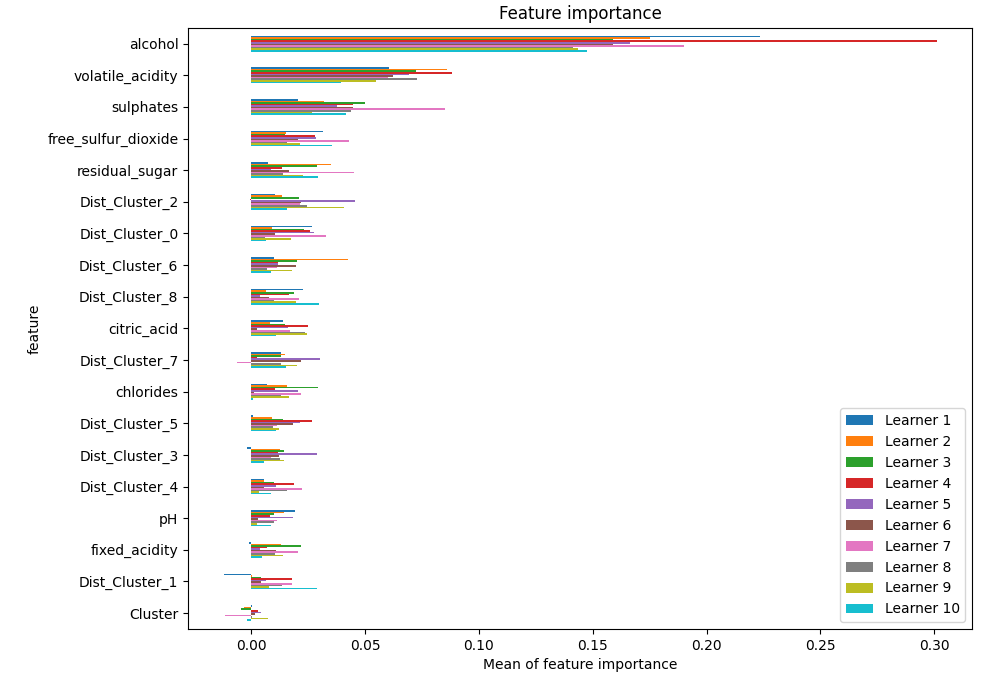 Feature importance
alcohol
volatile_acidity
sulphates
free_sulfur_dioxide
residual_sugar
Dist_Cluster_2
Dist_Cluster_0
Dist_Cluster_6
Dist_Cluster_8
citric_acid
Dist_Cluster_7
chlorides
Dist_Cluster_5
Dist_Cluster_3
Dist_Cluster_4
pH
fixed_acidity
Dist_Cluster_1
Cluster
feature
0.00 0.05 0.10 0.15 0.20 0.25 0.30
Mean of feature importance
Learner 1
Learner 2
Learner 3
Learner 4
Learner 5
Learner 6
Learner 7
Learner 8
Learner 9
Learner 10